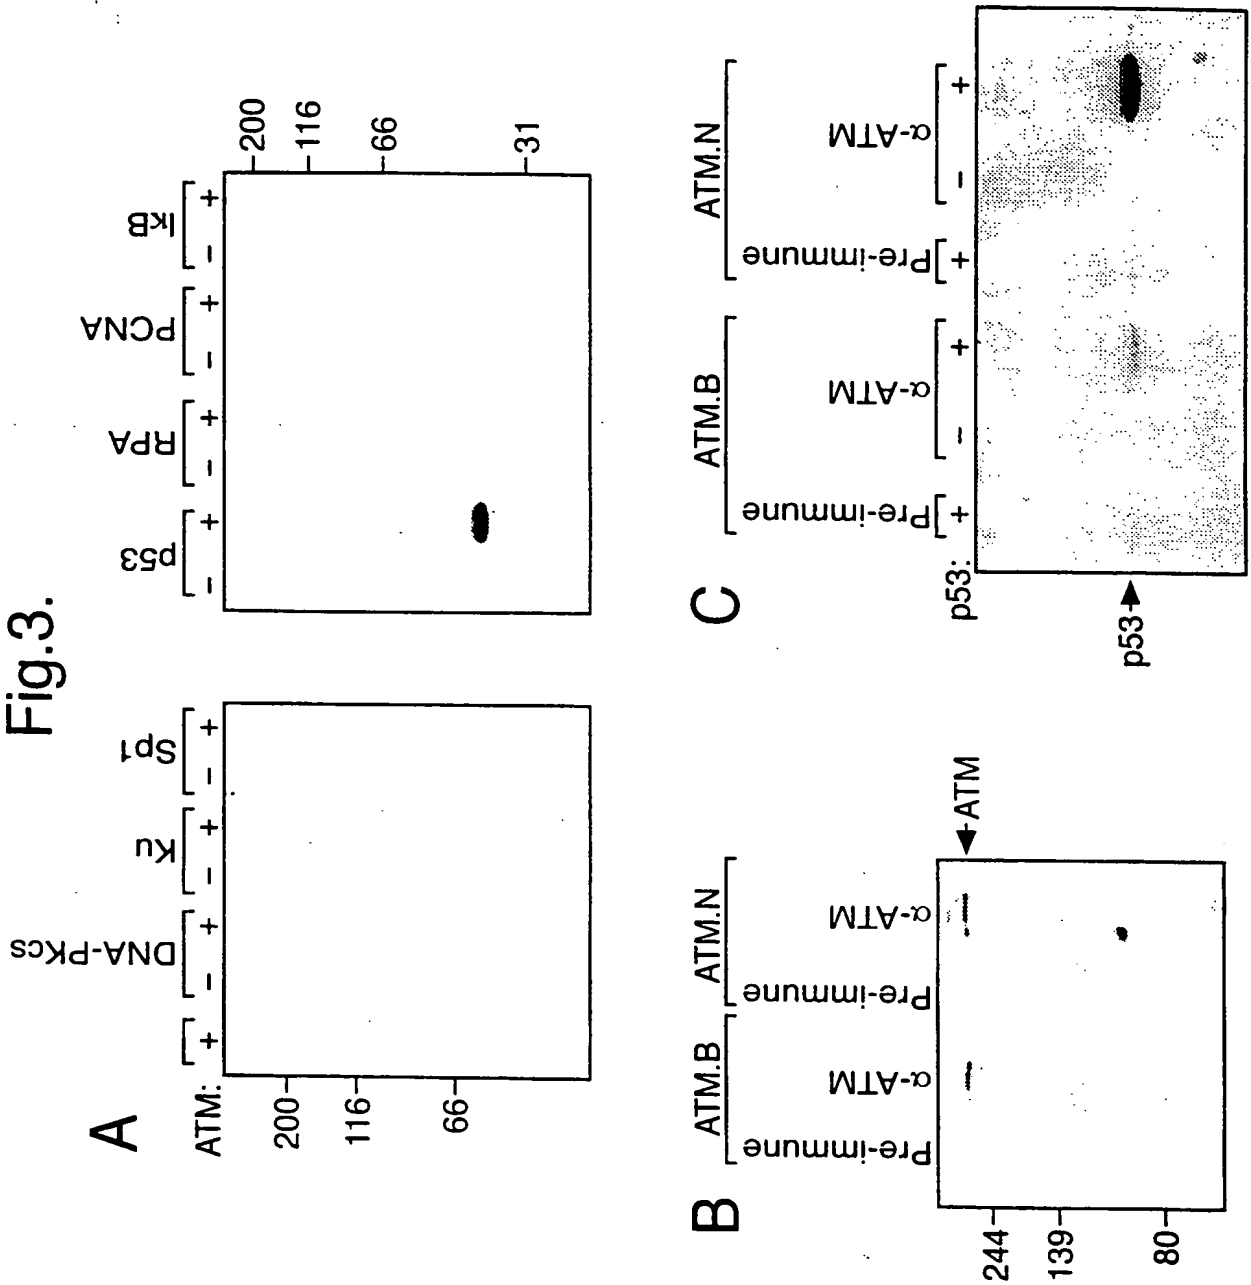 Fig.3.
A
DNA-PKcs Ku Sp1
ATM: + - + - + - +
200
116
66
p53 RPA PCNA IκB
- + - + - + - +
200
116
66
31
B
ATM.B ATM.N
Pre-immune α-ATM Pre-immune α-ATM
ATM
244
139
80
C
ATM.B ATM.N
Pre-immune α-ATM Pre-immune α-ATM
p53: + - + + - +
p53